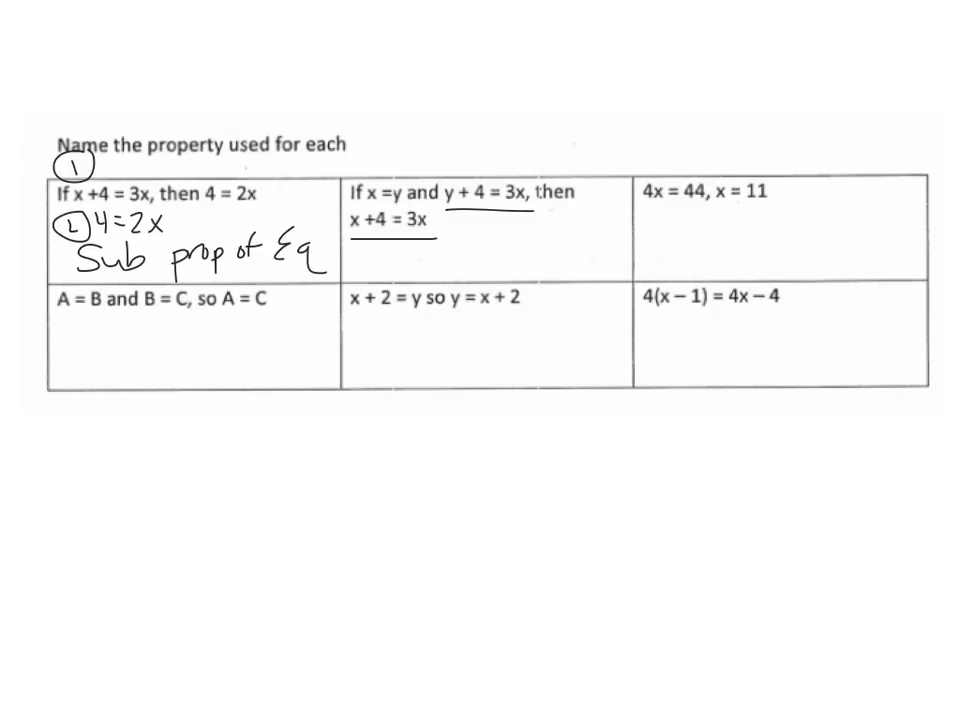 Name the property used for each
1
If x +4 = 3x, then 4 = 2x
2 4=2x
Sub prop of Eq
If x =y and y + 4 = 3x, then
x +4 = 3x
4x = 44, x = 11
A = B and B = C, so A = C
x + 2 = y so y = x + 2
4(x – 1) = 4x – 4